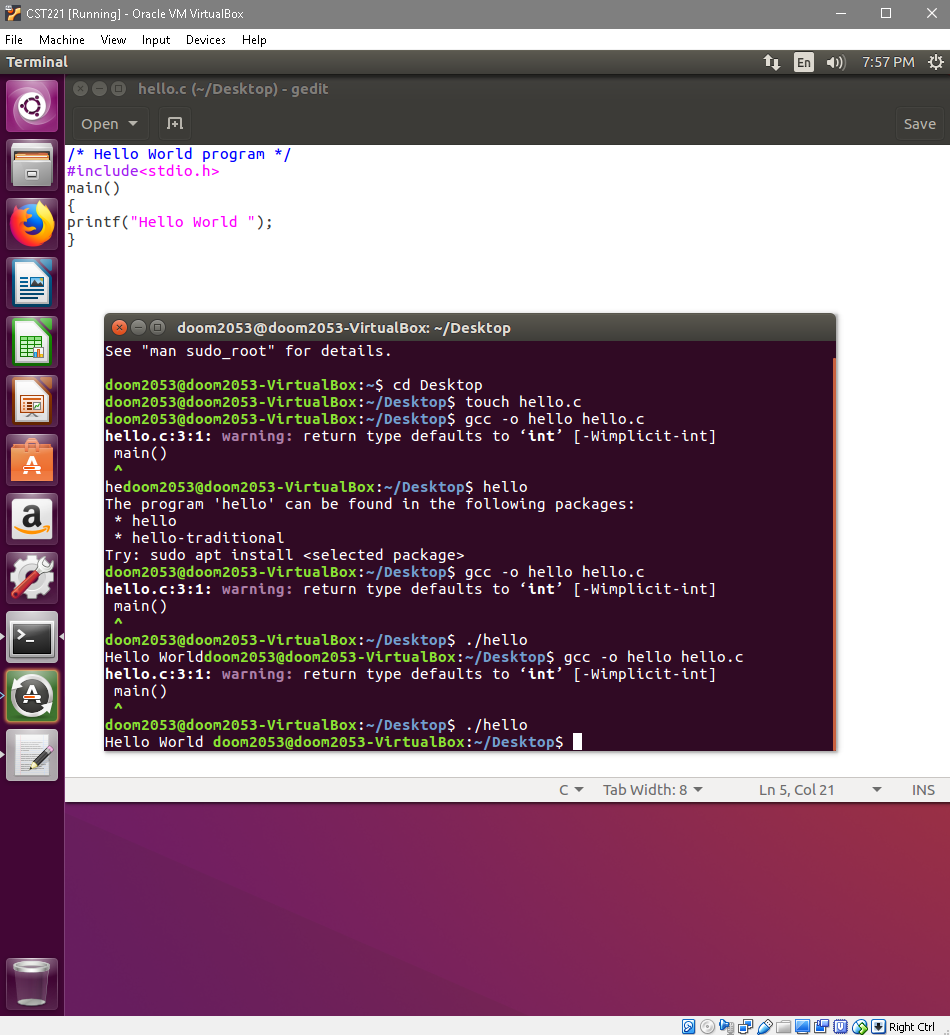 CST221 [Running] - Oracle VM VirtualBox
File Machine View Input Devices Help
Terminal En 7:57 PM
hello.c (~/Desktop) - gedit
Open Save
/* Hello World program */
#include<stdio.h>
main()
{
printf("Hello World ");
}
doom2053@doom2053-VirtualBox: ~/Desktop
See "man sudo_root" for details.
doom2053@doom2053-VirtualBox:~$ cd Desktop
doom2053@doom2053-VirtualBox:~/Desktop$ touch hello.c
doom2053@doom2053-VirtualBox:~/Desktop$ gcc -o hello hello.c
hello.c:3:1: warning: return type defaults to ‘int’ [-Wimplicit-int]
 main()
 ^
hedoom2053@doom2053-VirtualBox:~/Desktop$ hello
The program 'hello' can be found in the following packages:
 * hello
 * hello-traditional
Try: sudo apt install <selected package>
doom2053@doom2053-VirtualBox:~/Desktop$ gcc -o hello hello.c
hello.c:3:1: warning: return type defaults to ‘int’ [-Wimplicit-int]
 main()
 ^
doom2053@doom2053-VirtualBox:~/Desktop$ ./hello
Hello Worlddoom2053@doom2053-VirtualBox:~/Desktop$ gcc -o hello hello.c
hello.c:3:1: warning: return type defaults to ‘int’ [-Wimplicit-int]
 main()
 ^
doom2053@doom2053-VirtualBox:~/Desktop$ ./hello
Hello World doom2053@doom2053-VirtualBox:~/Desktop$
C Tab Width: 8 Ln 5, Col 21 INS
Right Ctrl